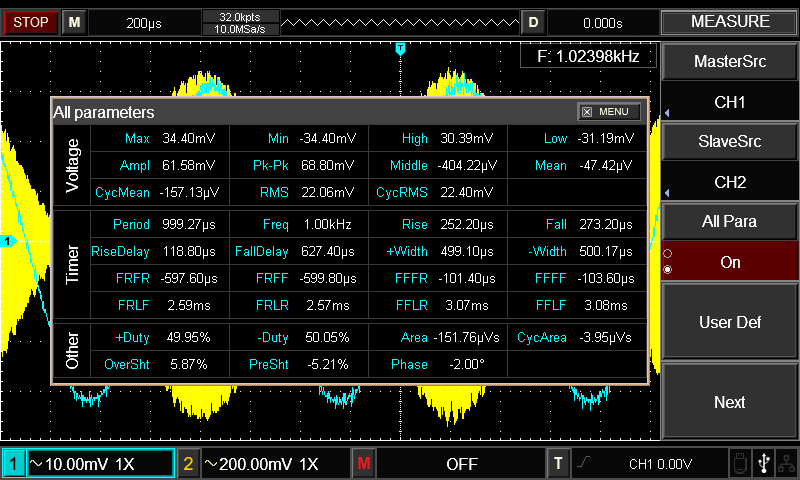 STOP M 200µs 32.0kpts D 0.000s MEASURE
10.0MSa/s
T F: 1.02398kHz
MasterSrc
CH1
SlaveSrc
CH2
All Para
On
User Def
Next
All parameters MENU
Voltage
Max 34.40mV Min -34.40mV High 30.39mV Low -31.19mV
Ampl 61.58mV Pk-Pk 68.80mV Middle -404.22µV Mean -47.42µV
CycMean -157.13µV RMS 22.06mV CycRMS 22.40mV
Timer
Period 999.27µs Freq 1.00kHz Rise 252.20µs Fall 273.20µs
RiseDelay 118.80µs FallDelay 627.40µs +Width 499.10µs -Width 500.17µs
FRFR -597.60µs FRFF -599.80µs FFFR -101.40µs FFFF -103.60µs
FRLF 2.59ms FRLR 2.57ms FFLR 3.07ms FFLF 3.08ms
Other
+Duty 49.95% -Duty 50.05% Area -151.76µVs CycArea -3.95µVs
OverSht 5.87% PreSht -5.21% Phase -2.00°
1
1 ~10.00mV 1X 2 ~200.00mV 1X M OFF T CH1 0.00V